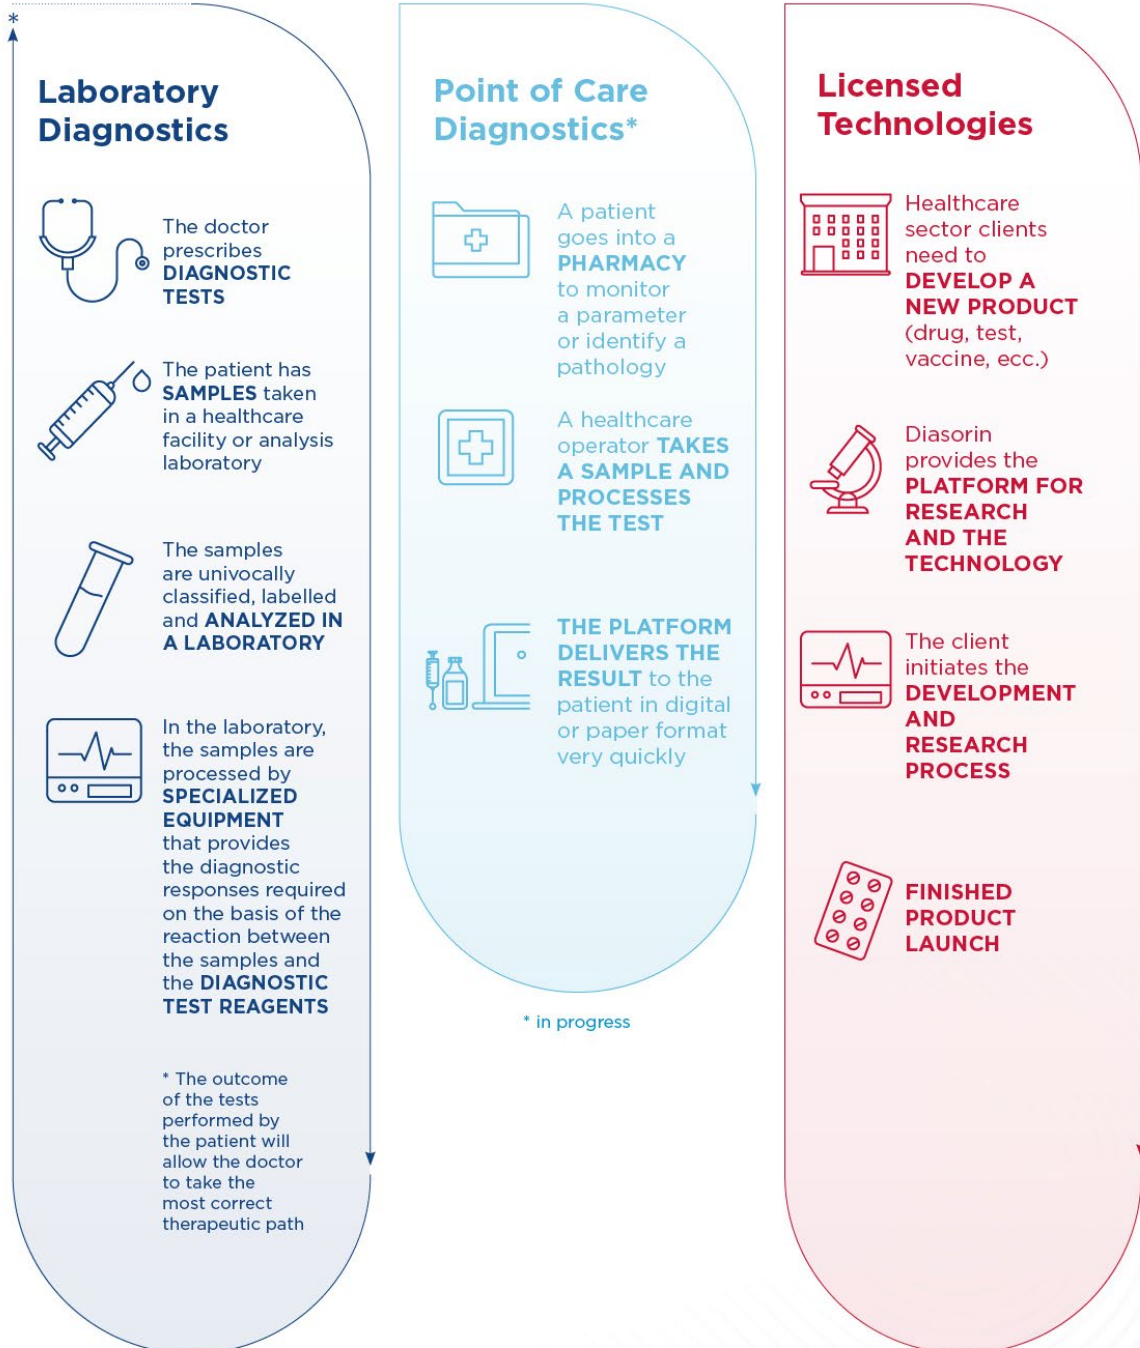 *
Laboratory
Diagnostics
The doctor
prescribes
DIAGNOSTIC
TESTS
The patient has
SAMPLES taken
in a healthcare
facility or analysis
laboratory
The samples
are univocally
classified, labelled
and ANALYZED IN
A LABORATORY
In the laboratory,
the samples are
processed by
SPECIALIZED
EQUIPMENT
that provides
the diagnostic
responses required
on the basis of the
reaction between
the samples and
the DIAGNOSTIC
TEST REAGENTS
* The outcome
of the tests
performed by
the patient will
allow the doctor
to take the
most correct
therapeutic path
Point of Care
Diagnostics*
A patient
goes into a
PHARMACY
to monitor
a parameter
or identify a
pathology
A healthcare
operator TAKES
A SAMPLE AND
PROCESSES
THE TEST
THE PLATFORM
DELIVERS THE
RESULT to the
patient in digital
or paper format
very quickly
* in progress
Licensed
Technologies
Healthcare
sector clients
need to
DEVELOP A
NEW PRODUCT
(drug, test,
vaccine, ecc.)
Diasorin
provides the
PLATFORM FOR
RESEARCH
AND THE
TECHNOLOGY
The client
initiates the
DEVELOPMENT
AND
RESEARCH
PROCESS
FINISHED
PRODUCT
LAUNCH